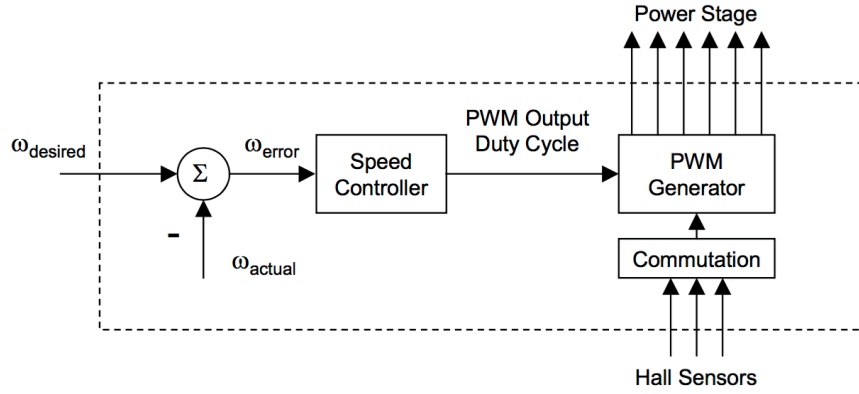 Power Stage
PWM Output
Duty Cycle
ωdesired
ωerror
Σ
Speed
Controller
PWM
Generator
-
ωactual
Commutation
Hall Sensors